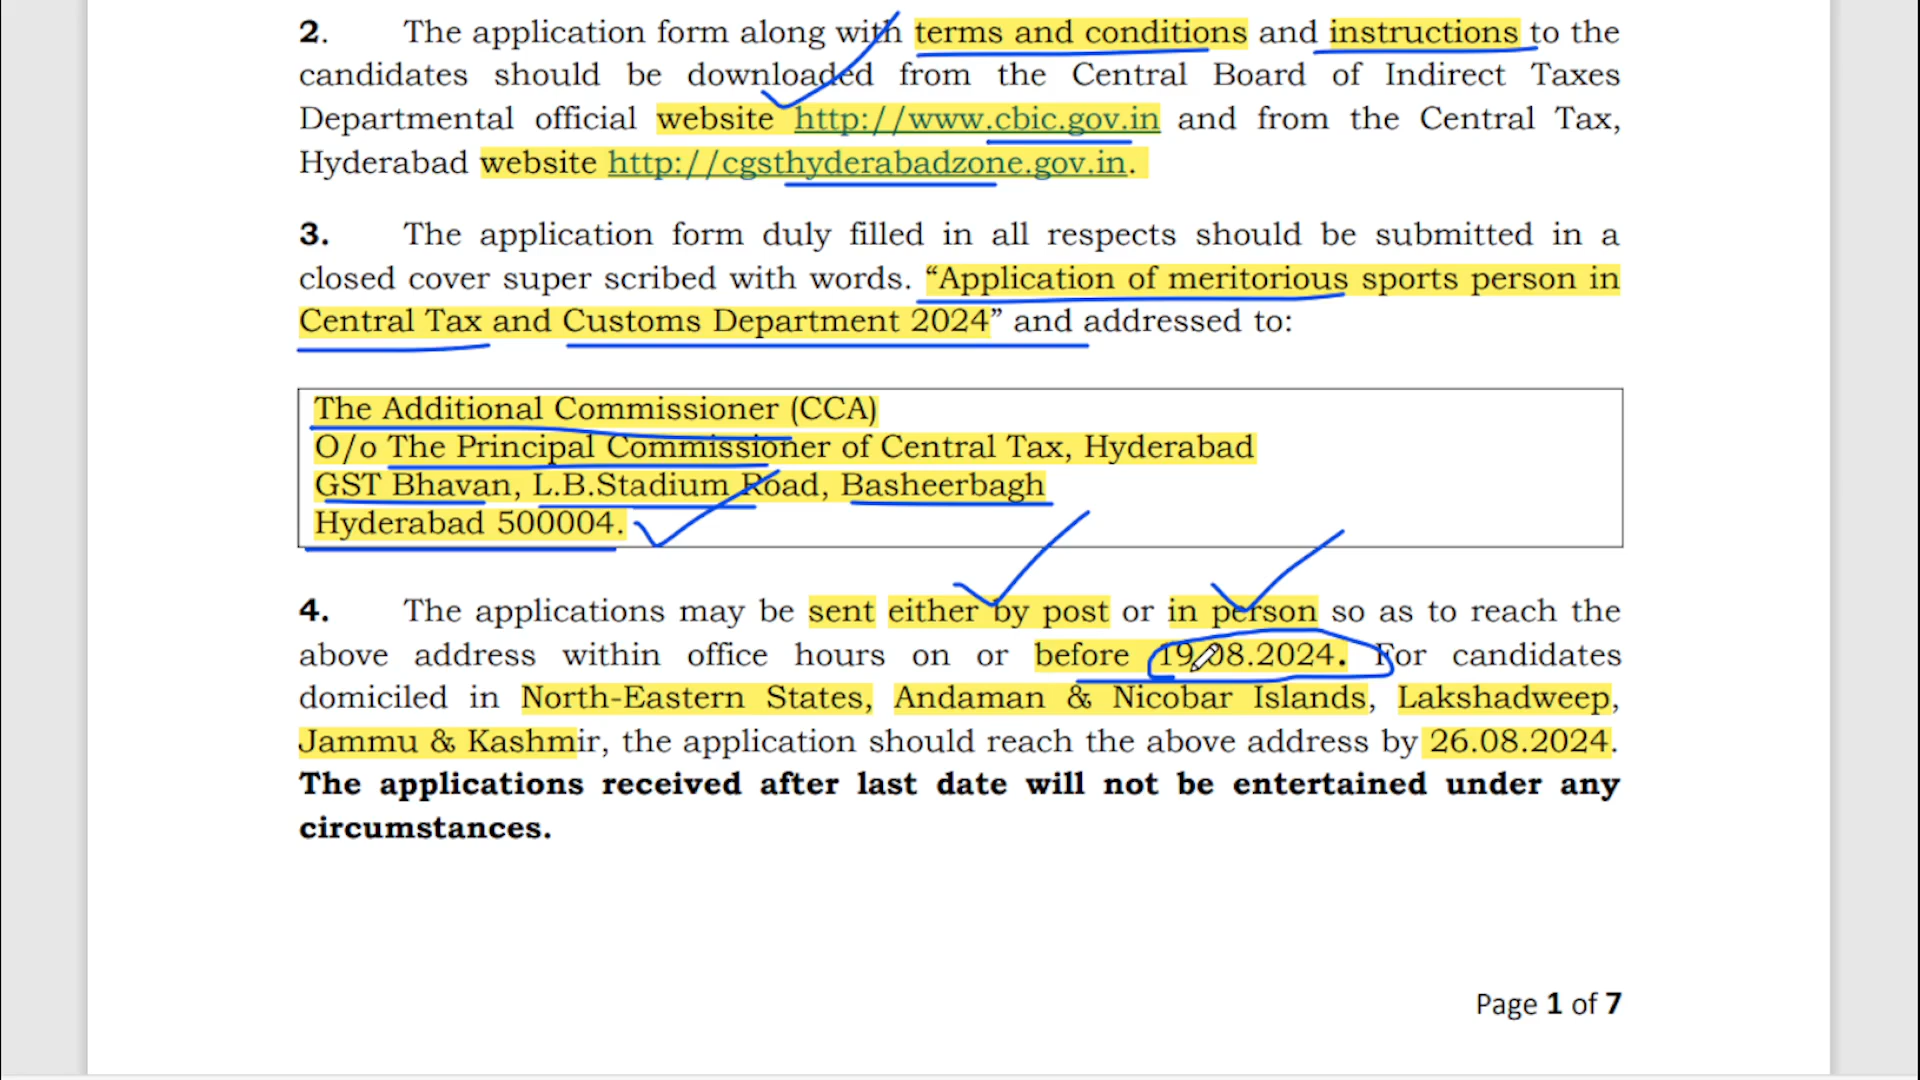 2. The application form along with terms and conditions and instructions to the
candidates should be downloaded from the Central Board of Indirect Taxes
Departmental official website http://www.cbic.gov.in and from the Central Tax,
Hyderabad website http://cgsthyderabadzone.gov.in.
3. The application form duly filled in all respects should be submitted in a
closed cover super scribed with words. “Application of meritorious sports person in
Central Tax and Customs Department 2024” and addressed to:
The Additional Commissioner (CCA)
O/o The Principal Commissioner of Central Tax, Hyderabad
GST Bhavan, L.B.Stadium Road, Basheerbagh
Hyderabad 500004.
4. The applications may be sent either by post or in person so as to reach the
above address within office hours on or before 19.08.2024. For candidates
domiciled in North-Eastern States, Andaman & Nicobar Islands, Lakshadweep,
Jammu & Kashmir, the application should reach the above address by 26.08.2024.
The applications received after last date will not be entertained under any
circumstances.
Page 1 of 7